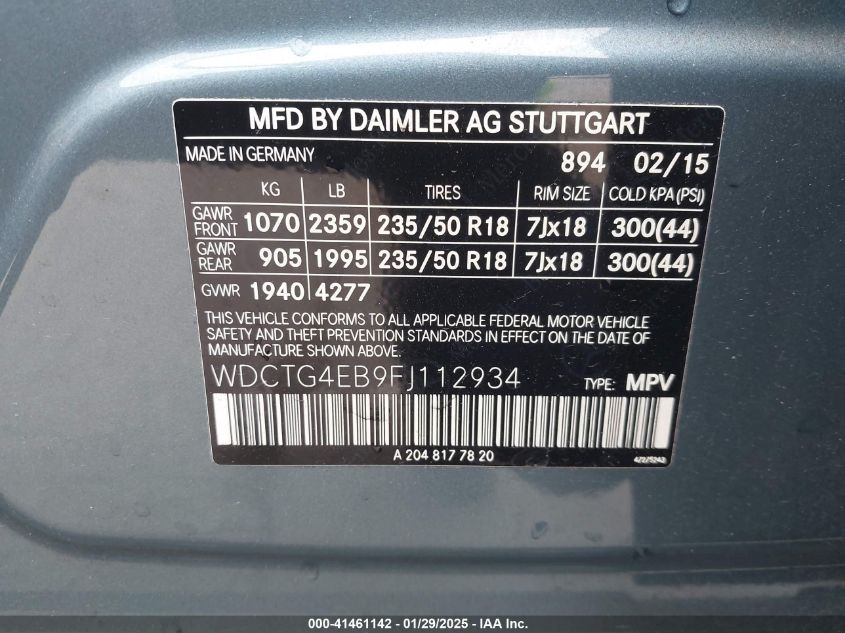 MFD BY DAIMLER AG STUTTGART
MADE IN GERMANY 894 02/15
KG LB TIRES RIM SIZE COLD KPA (PSI)
GAWR FRONT 1070 2359 235/50 R18 7Jx18 300(44)
GAWR REAR 905 1995 235/50 R18 7Jx18 300(44)
GVWR 1940 4277
THIS VEHICLE CONFORMS TO ALL APPLICABLE FEDERAL MOTOR VEHICLE
SAFETY AND THEFT PREVENTION STANDARDS IN EFFECT ON THE DATE OF
MANUFACTURE SHOWN ABOVE.
WDCTG4EB9FJ112934 TYPE: MPV
A 204 817 78 20
000-41461142 - 01/29/2025 - IAA Inc.